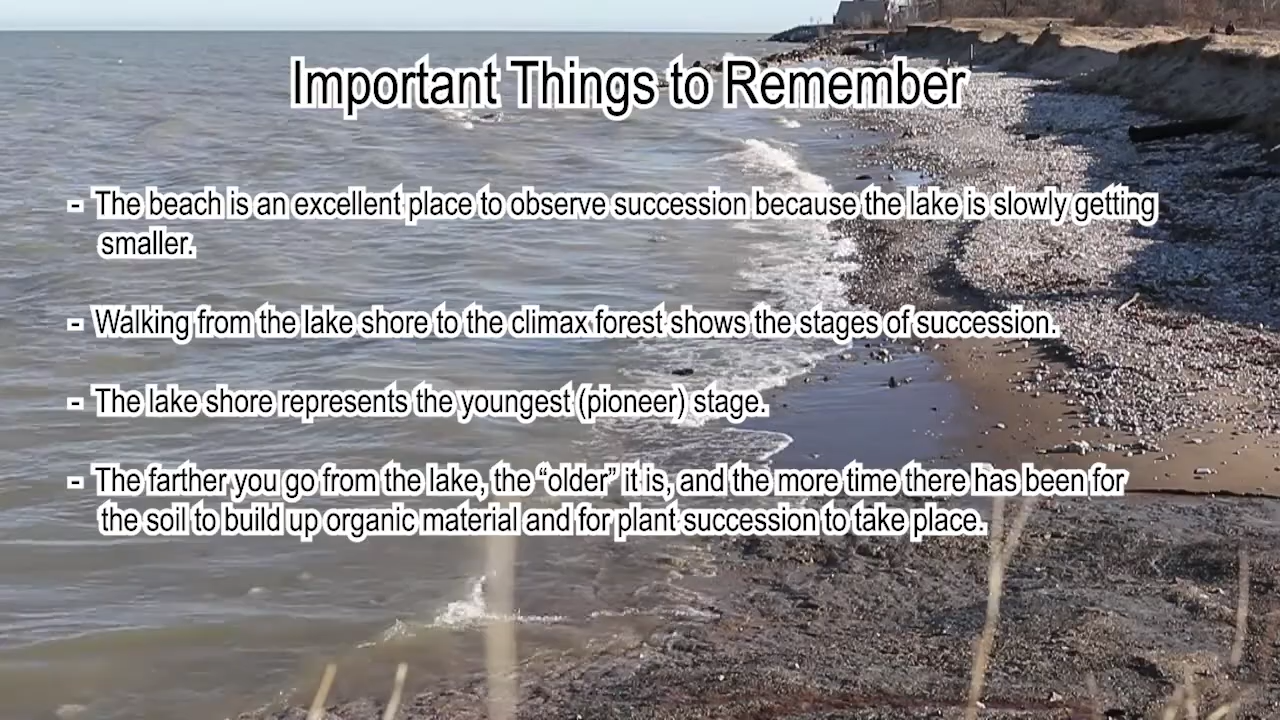 Important Things to Remember
- The beach is an excellent place to observe succession because the lake is slowly getting
smaller.
- Walking from the lake shore to the climax forest shows the stages of succession.
- The lake shore represents the youngest (pioneer) stage.
- The farther you go from the lake, the “older” it is, and the more time there has been for
the soil to build up organic material and for plant succession to take place.